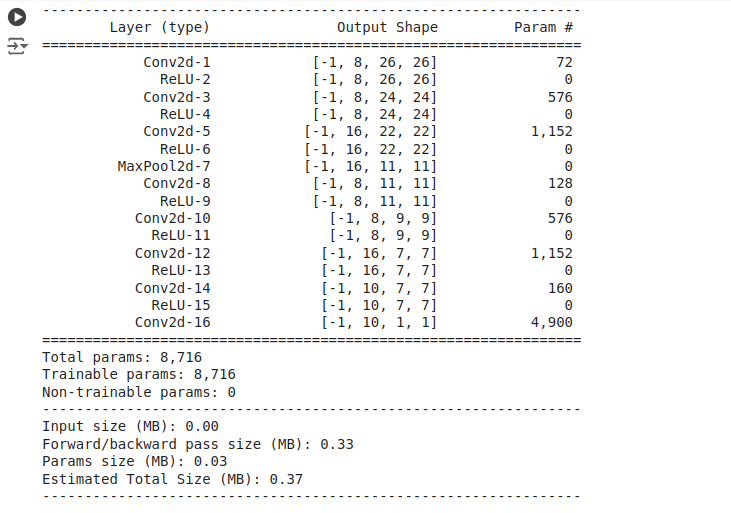 ----------------------------------------------------------------
Layer (type) Output Shape Param #
================================================================
Conv2d-1 [-1, 8, 26, 26] 72
ReLU-2 [-1, 8, 26, 26] 0
Conv2d-3 [-1, 8, 24, 24] 576
ReLU-4 [-1, 8, 24, 24] 0
Conv2d-5 [-1, 16, 22, 22] 1,152
ReLU-6 [-1, 16, 22, 22] 0
MaxPool2d-7 [-1, 16, 11, 11] 0
Conv2d-8 [-1, 8, 11, 11] 128
ReLU-9 [-1, 8, 11, 11] 0
Conv2d-10 [-1, 8, 9, 9] 576
ReLU-11 [-1, 8, 9, 9] 0
Conv2d-12 [-1, 16, 7, 7] 1,152
ReLU-13 [-1, 16, 7, 7] 0
Conv2d-14 [-1, 10, 7, 7] 160
ReLU-15 [-1, 10, 7, 7] 0
Conv2d-16 [-1, 10, 1, 1] 4,900
================================================================
Total params: 8,716
Trainable params: 8,716
Non-trainable params: 0
----------------------------------------------------------------
Input size (MB): 0.00
Forward/backward pass size (MB): 0.33
Params size (MB): 0.03
Estimated Total Size (MB): 0.37
----------------------------------------------------------------